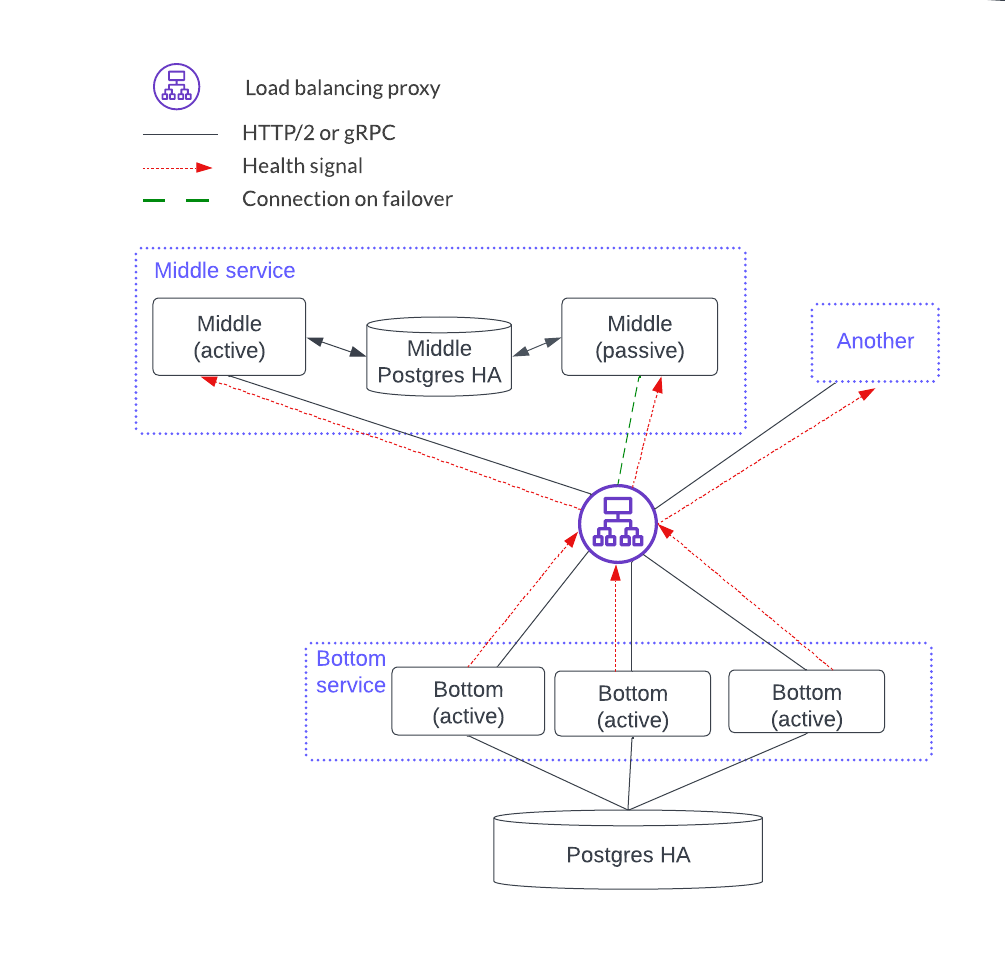 Load balancing proxy
HTTP/2 or gRPC
Health signal
Connection on failover
Middle service
Middle
(active)
Middle
Postgres HA
Middle
(passive)
Another
Bottom
service
Bottom
(active)
Bottom
(active)
Bottom
(active)
Postgres HA